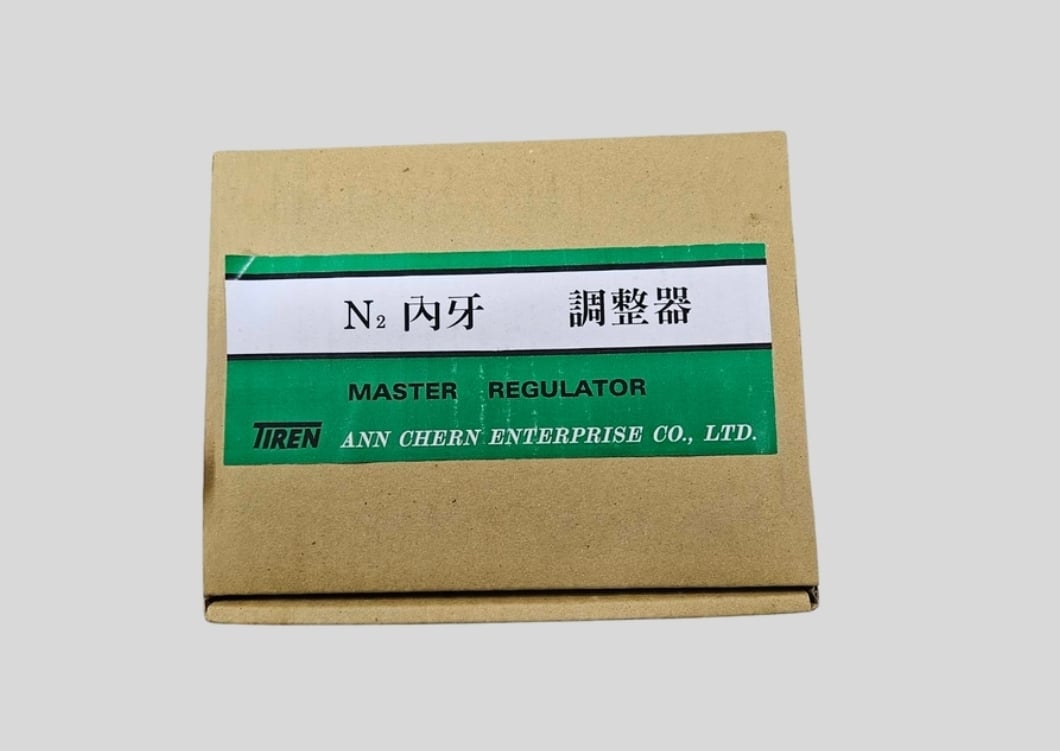 N₂ 內牙 調整器
MASTER REGULATOR
TIREN ANN CHERN ENTERPRISE CO., LTD.